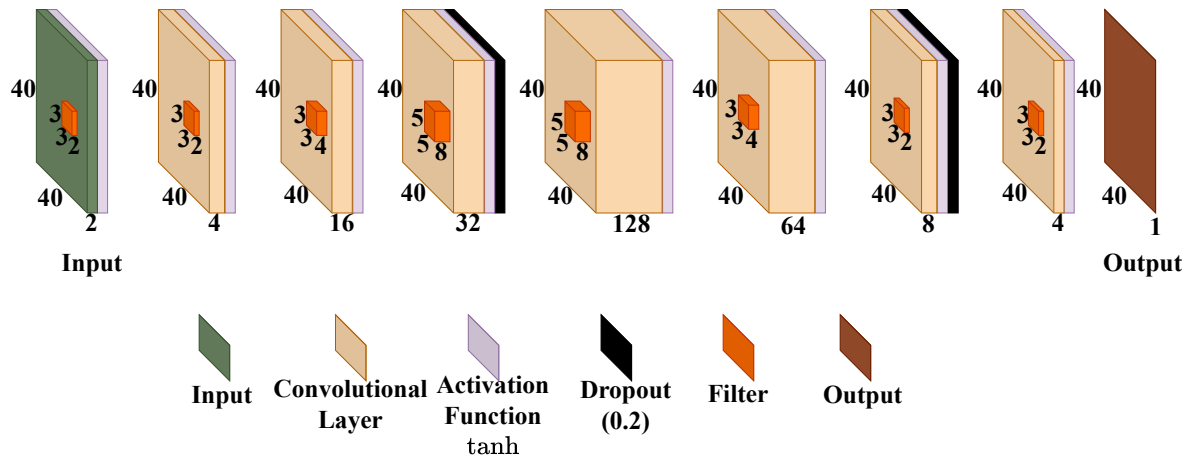 40 3 3 2 40 2
40 3 3 2 40 4
40 3 3 4 40 16
40 5 5 8 40 32
40 5 5 8 40 128
40 3 3 4 40 64
40 3 3 2 40 8
40 3 3 2 40 4
40 40 1
Input
Output
Input
Convolutional
Layer
Activation
Function
tanh
Dropout
(0.2)
Filter
Output